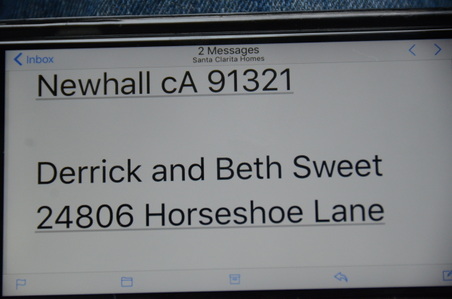 Inbox
2 Messages
Santa Clarita Homes
Newhall cA 91321
Derrick and Beth Sweet
24806 Horseshoe Lane